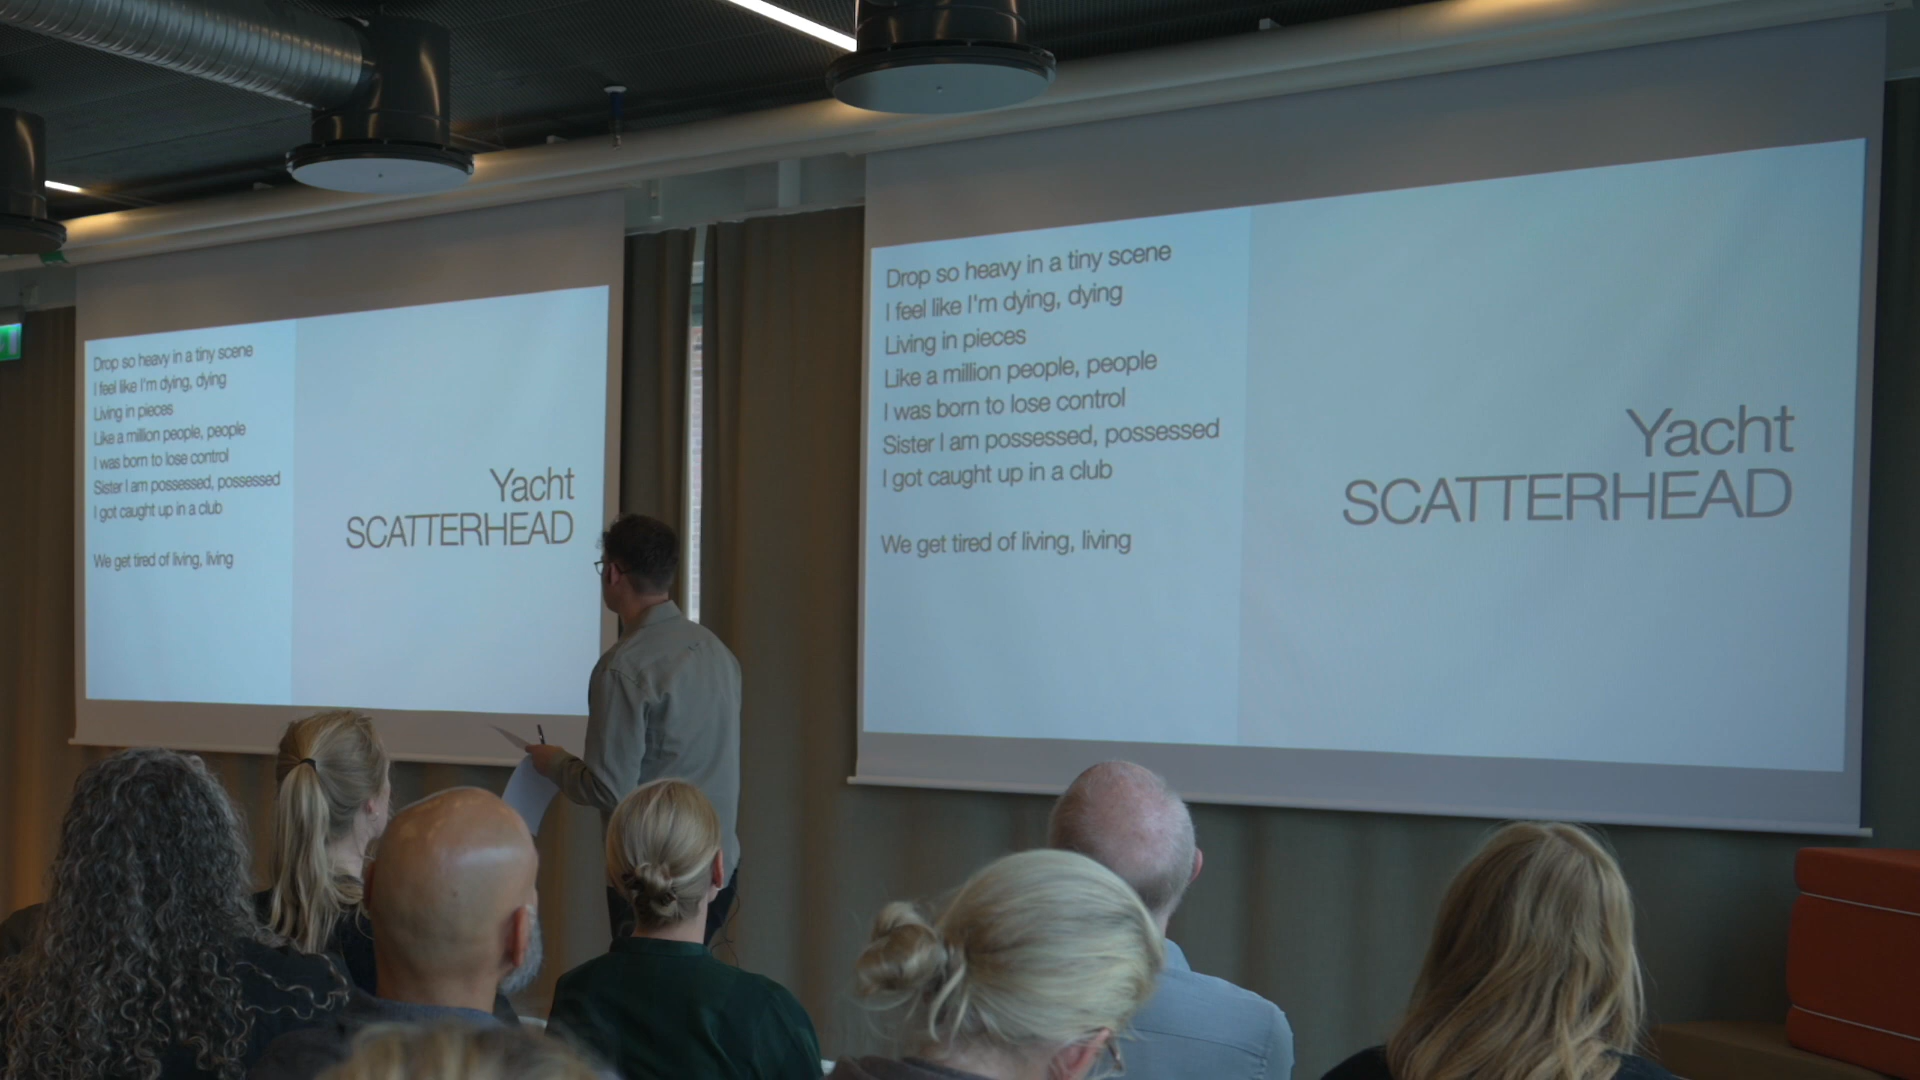 Drop so heavy in a tiny scene
I feel like I'm dying, dying
Living in pieces
Like a million people, people
I was born to lose control
Sister I am possessed, possessed
I got caught up in a club
We get tired of living, living
Yacht
SCATTERHEAD
Drop so heavy in a tiny scene
I feel like I'm dying, dying
Living in pieces
Like a million people, people
I was born to lose control
Sister I am possessed, possessed
I got caught up in a club
We get tired of living, living
Yacht
SCATTERHEAD